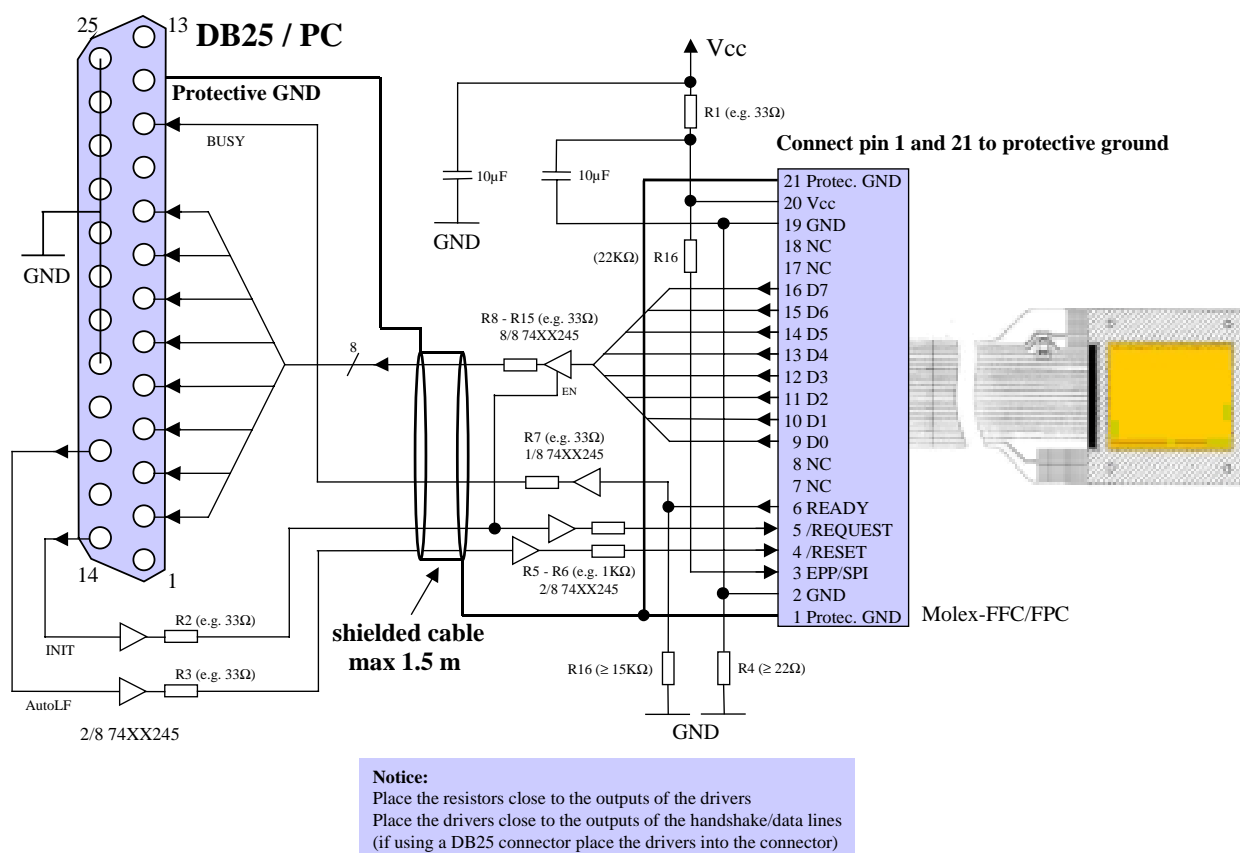 25
13
DB25 / PC
Protective GND
BUSY
GND
14
1
INIT
AutoLF
R2 (e.g. 33Ω)
R3 (e.g. 33Ω)
2/8 74XX245
8
shielded cable
max 1.5 m
Vcc
R1 (e.g. 33Ω)
10µF
10µF
GND
(22KΩ)
R16
R8 - R15 (e.g. 33Ω)
8/8 74XX245
EN
R7 (e.g. 33Ω)
1/8 74XX245
R5 - R6 (e.g. 1KΩ)
2/8 74XX245
R16 (≥ 15KΩ)
R4 (≥ 22Ω)
GND
Connect pin 1 and 21 to protective ground
21 Protec. GND
20 Vcc
19 GND
18 NC
17 NC
16 D7
15 D6
14 D5
13 D4
12 D3
11 D2
10 D1
9 D0
8 NC
7 NC
6 READY
5 /REQUEST
4 /RESET
3 EPP/SPI
2 GND
1 Protec. GND
Molex-FFC/FPC
Notice:
Place the resistors close to the outputs of the drivers
Place the drivers close to the outputs of the handshake/data lines
(if using a DB25 connector place the drivers into the connector)